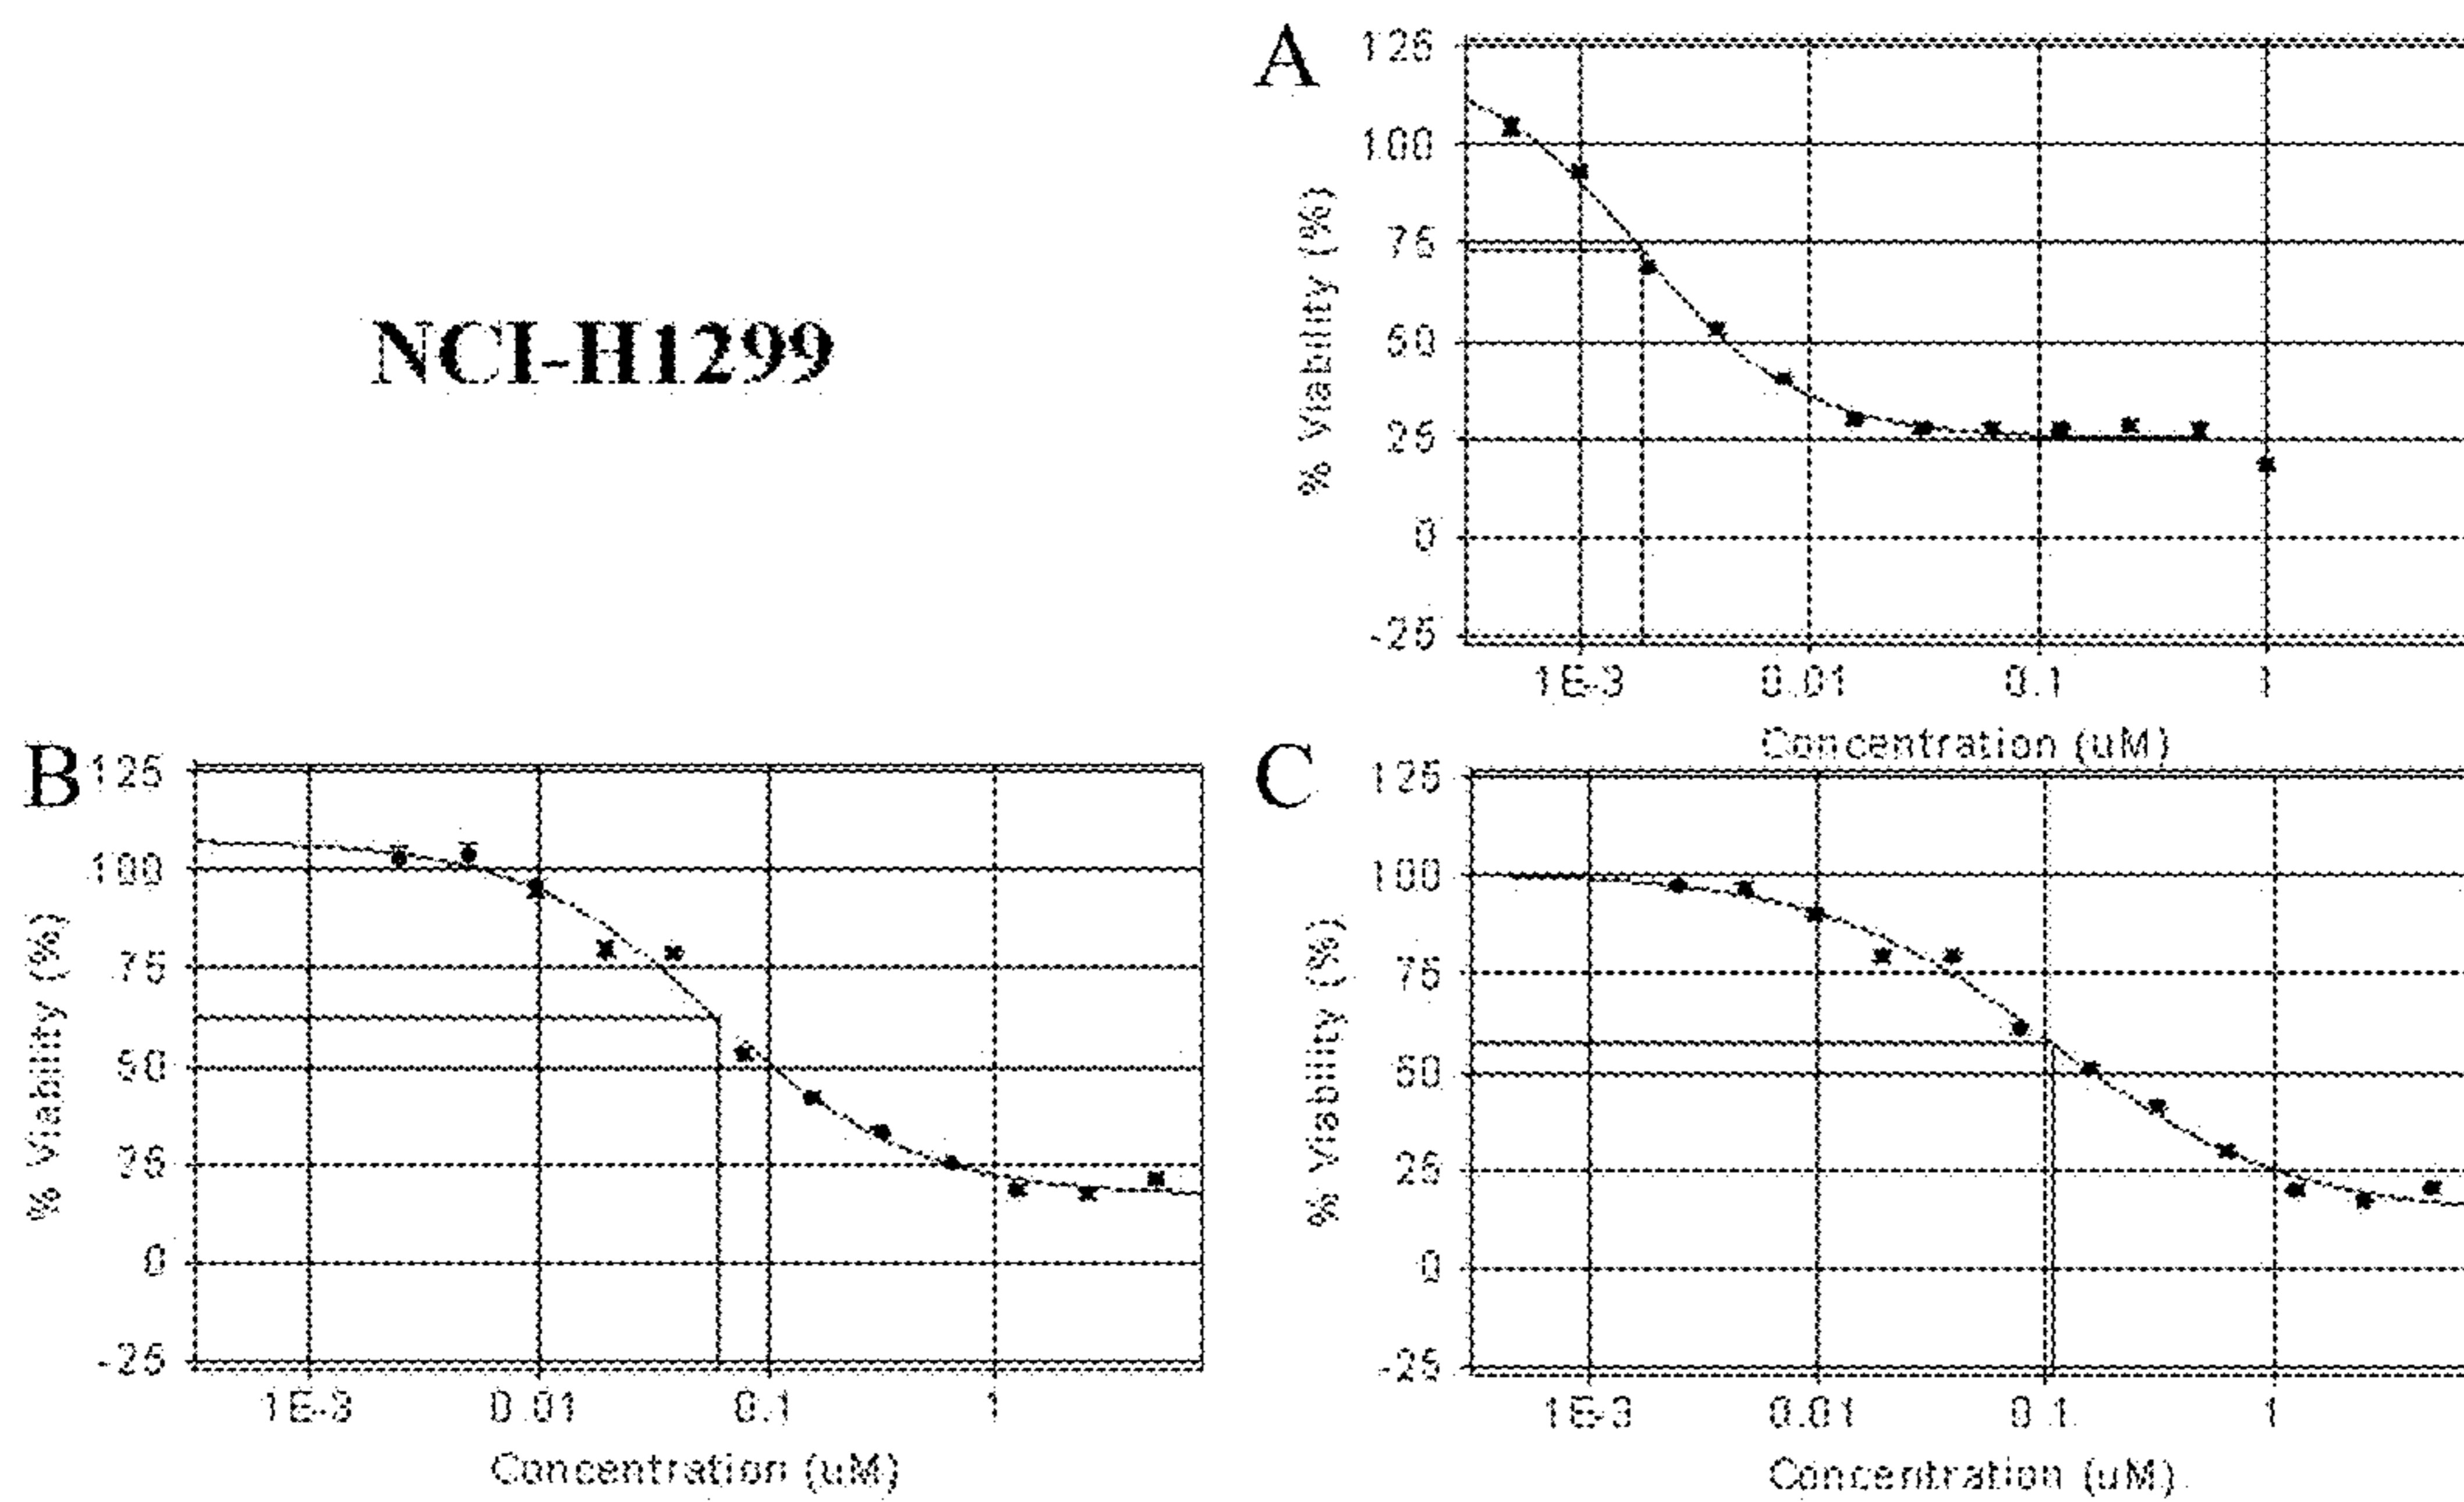 A
125
100
75
50
25
0
-25
% Viability (%)
1E-3 0.01 0.1 1
Concentration (uM)
NCI-H1299
B
125
100
75
50
25
0
-25
% Viability (%)
1E-3 0.01 0.1 1
Concentration (uM)
C
125
100
75
50
25
0
-25
% Viability (%)
1E-3 0.01 0.1 1
Concentration (uM)